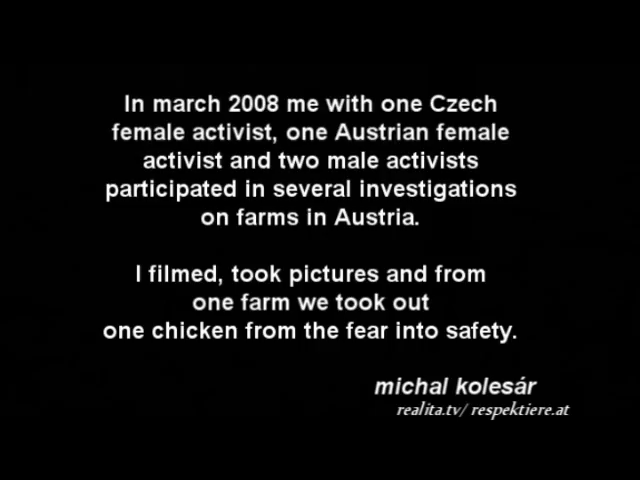 In march 2008 me with one Czech
female activist, one Austrian female
activist and two male activists
participated in several investigations
on farms in Austria.
I filmed, took pictures and from
one farm we took out
one chicken from the fear into safety.
michal kolesár
realita.tv/ respektiere.at